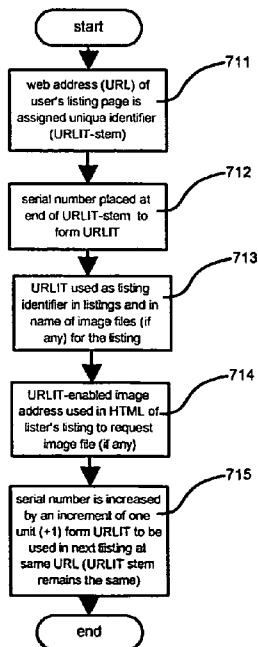 start
711
web address (URL) of
user's listing page is
assigned unique identifier
(URLIT-stem)
712
serial number placed at
end of URLIT-stem to
form URLIT
713
URLIT used as listing
identifier in listings and in
name of image files (if
any) for the listing
714
URLIT-enabled image
address used in HTML of
lister's listing to request
image file (if any)
715
serial number is increased
by an increment of one
unit (+1) form URLIT to be
used in next listing at
same URL (URLIT stem
remains the same)
end